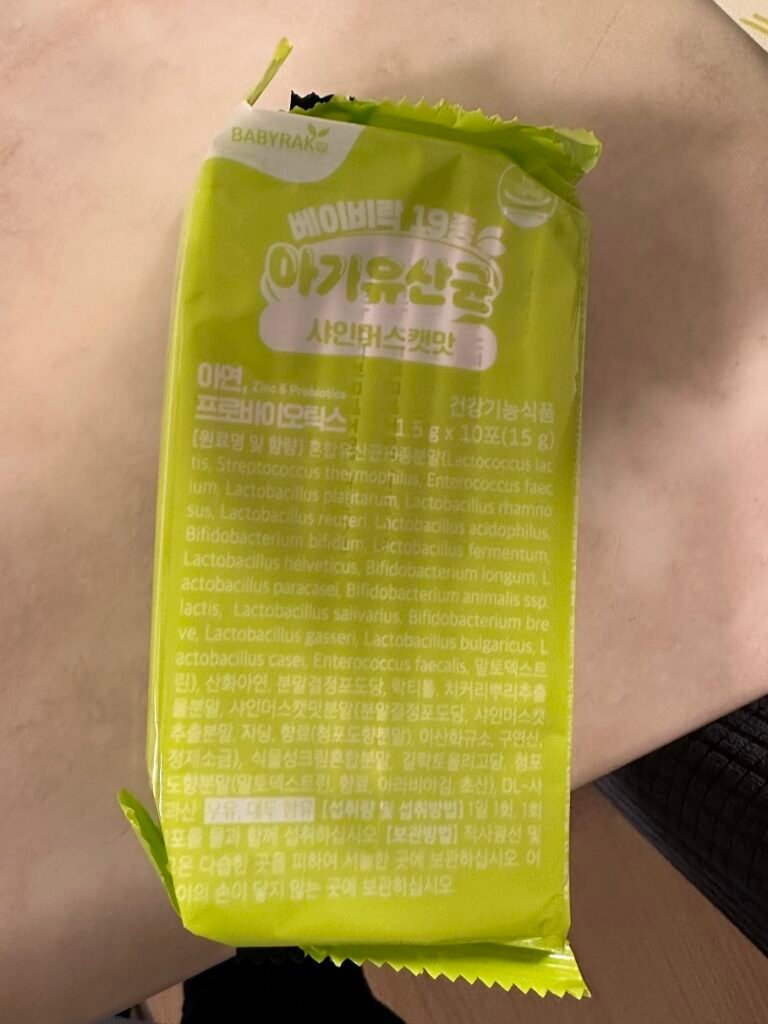 BABYRAK
베이비락 19종
아기유산균
샤인머스캣맛
아연, Zinc & Probiotics
프로바이오틱스
건강기능식품
1.5 g x 10포(15 g)
[원료명 및 함량] 혼합유산균19종분말(Lactococcus lac
tis, Streptococcus thermophilus, Enterococcus faec
ium, Lactobacillus plantarum, Lactobacillus rhamno
sus, Lactobacillus reuteri, Lactobacillus acidophilus,
Bifidobacterium bifidum, Lactobacillus fermentum,
Lactobacillus helveticus, Bifidobacterium longum, L
actobacillus paracasei, Bifidobacterium animalis ssp.
lactis, Lactobacillus salivarius, Bifidobacterium bre
ve, Lactobacillus gasseri, Lactobacillus bulgaricus, L
actobacillus casei, Enterococcus faecalis, 말토덱스트
린), 산화아연, 분말결정포도당, 락티톨, 치커리뿌리추출
물분말, 샤인머스캣맛분말(분말결정포도당, 샤인머스캣
추출분말, 자당, 향료(청포도향분말), 이산화규소, 구연산,
정제소금), 식물성크림혼합분말, 갈락토올리고당, 청포
도향분말(말토덱스트린, 향료, 아라비아검, 초산), DL-사
과산 우유, 대두 함유 [섭취량 및 섭취방법] 1일 1회, 1회
1포를 물과 함께 섭취하십시오 [보관방법] 직사광선 및
높은 다습한 곳을 피하여 서늘한 곳에 보관하십시오 어
린이의 손이 닿지 않는 곳에 보관하십시오